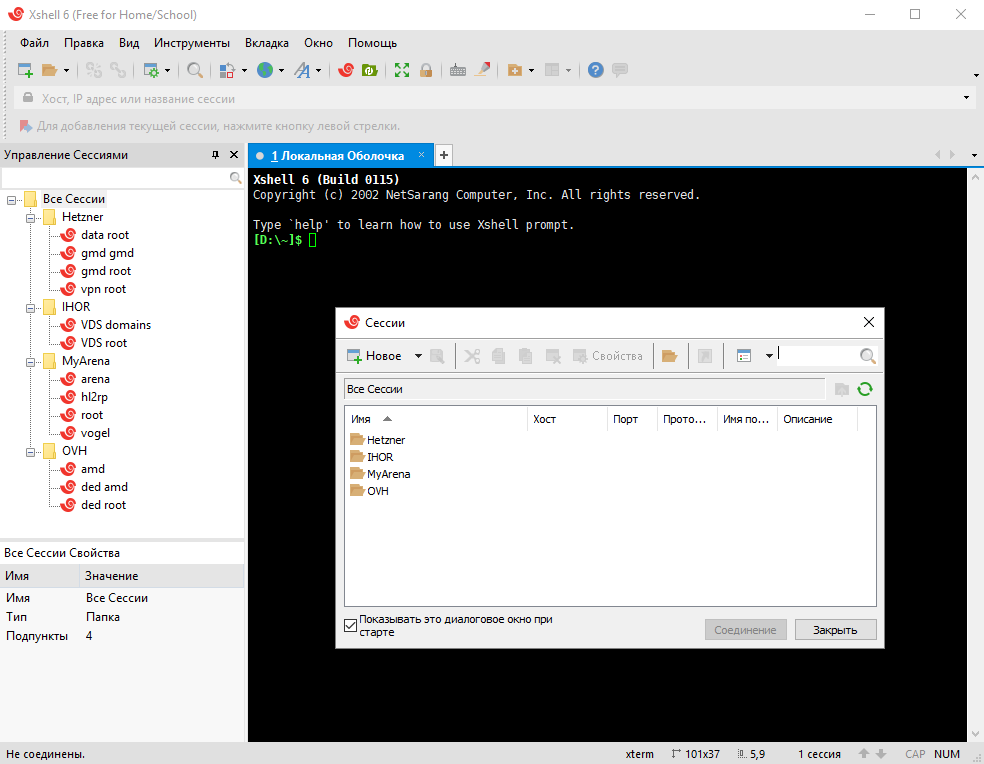 Xshell 6 (Free for Home/School)
Файл Правка Вид Инструменты Вкладка Окно Помощь
Хост, IP адрес или название сессии
Для добавления текущей сессии, нажмите кнопку левой стрелки.
Управление Сессиями
Все Сессии
Hetzner
data root
gmd gmd
gmd root
vpn root
IHOR
VDS domains
VDS root
MyArena
arena
hl2rp
root
vogel
OVH
amd
ded amd
ded root
Все Сессии Свойства
Имя Значение
Имя Все Сессии
Тип Папка
Подпункты 4
1 Локальная Оболочка
Xshell 6 (Build 0115)
Copyright (c) 2002 NetSarang Computer, Inc. All rights reserved.
Type `help' to learn how to use Xshell prompt.
[D:\~]$
Сессии
Новое Свойства
Все Сессии
Имя Хост Порт Прото... Имя по... Описание
Hetzner
IHOR
MyArena
OVH
Показывать это диалоговое окно при
старте
Соединение Закрыть
Не соединены. xterm 101x37 5,9 1 сессия CAP NUM